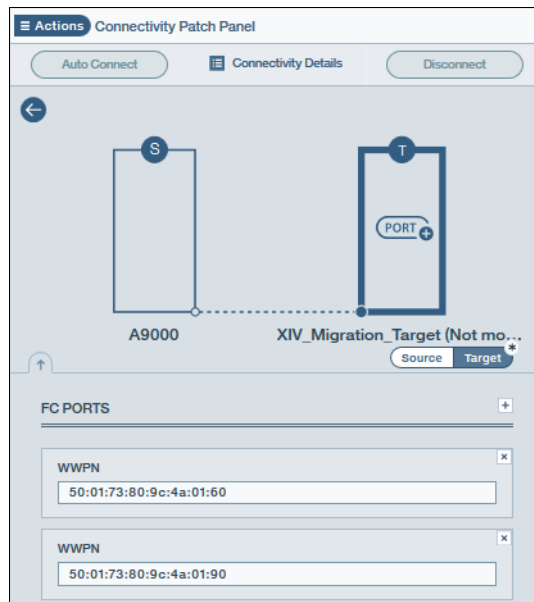 Actions Connectivity Patch Panel
Auto Connect Connectivity Details Disconnect
S T
PORT
A9000 XIV_Migration_Target (Not mo...
Source Target *
FC PORTS
WWPN
50:01:73:80:9c:4a:01:60
WWPN
50:01:73:80:9c:4a:01:90